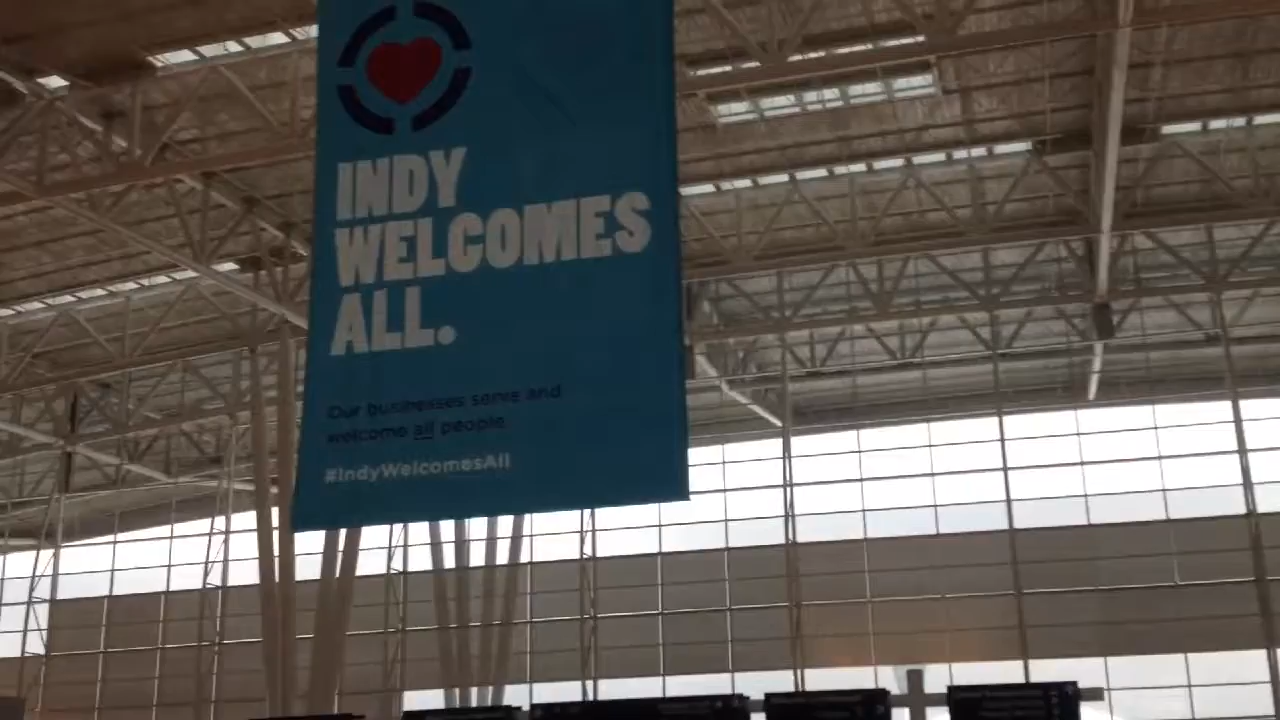 INDY
WELCOMES
ALL.
Our businesses serve and
welcome all people.
#IndyWelcomesAll